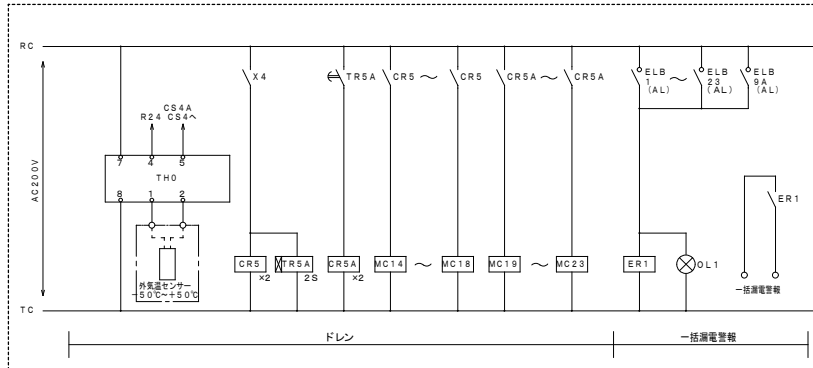 RC
X4
TR5A
CR5
～
CR5
CR5A
～
CR5A
ELB
1
(AL)
～
ELB
23
(AL)
ELB
9A
(AL)
CS4A
R24 CS4へ
AC200V
7
4
5
TH0
8
1
2
ER1
外気温センサー
-50℃~+50℃
CR5
×2
TR5A
2S
CR5A
×2
MC14
～
MC18
MC19
～
MC23
ER1
OL1
一括漏電警報
TC
ドレン
一括漏電警報